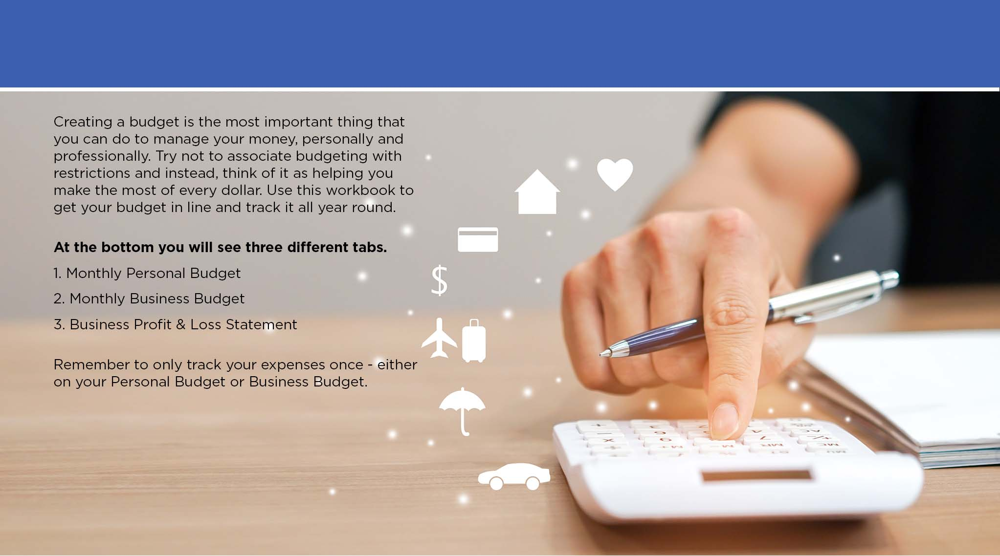 Creating a budget is the most important thing that
you can do to manage your money, personally and
professionally. Try not to associate budgeting with
restrictions and instead, think of it as helping you
make the most of every dollar. Use this workbook to
get your budget in line and track it all year round.
At the bottom you will see three different tabs.
1. Monthly Personal Budget
2. Monthly Business Budget
3. Business Profit & Loss Statement
Remember to only track your expenses once - either
on your Personal Budget or Business Budget.
$